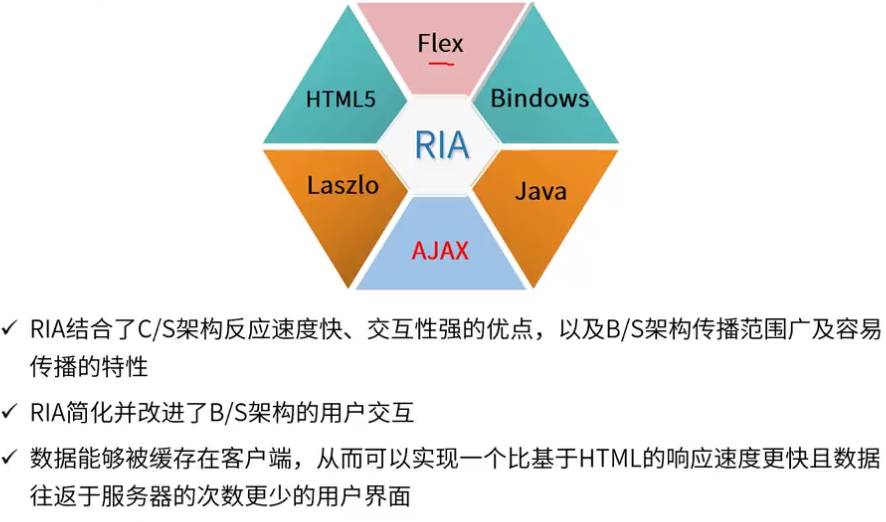 Flex
HTML5
Bindows
RIA
Laszlo
Java
AJAX
✓ RIA结合了C/S架构反应速度快、交互性强的优点，以及B/S架构传播范围广及容易
传播的特性
✓ RIA简化并改进了B/S架构的用户交互
✓ 数据能够被缓存在客户端，从而可以实现一个比基于HTML的响应速度更快且数据
往返于服务器的次数更少的用户界面